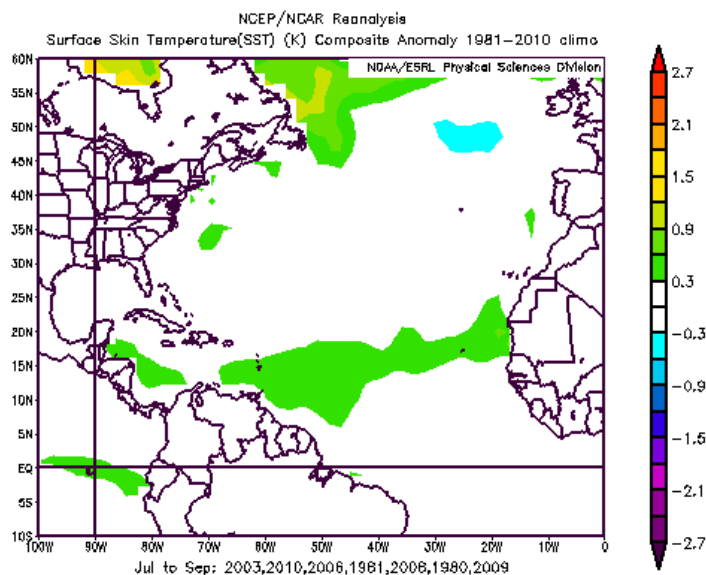 NCEP/NCAR Reanalysis
Surface Skin Temperature(SST) (K) Composite Anomaly 1981-2010 climo
NOAA/ESRL Physical Sciences Division
60N
55N
50N
45N
40N
35N
30N
25N
20N
15N
10N
5N
EQ
5S
10S
100W 90W 80W 70W 60W 50W 40W 30W 20W 10W 0
2.7
2.1
1.5
0.9
0.3
-0.3
-0.9
-1.5
-2.1
-2.7
Jul to Sep: 2003,2010,2006,1981,2008,1980,2009